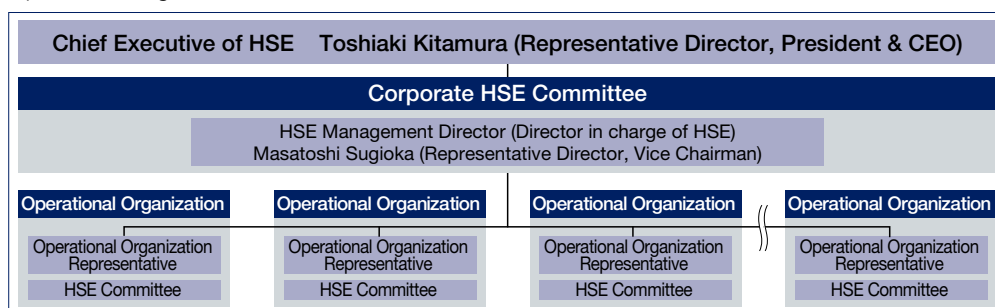 Chief Executive of HSE Toshiaki Kitamura (Representative Director, President & CEO)
Corporate HSE Committee
HSE Management Director (Director in charge of HSE)
Masatoshi Sugioka (Representative Director, Vice Chairman)
Operational Organization
Operational Organization
Representative
HSE Committee
Operational Organization
Operational Organization
Representative
HSE Committee
Operational Organization
Operational Organization
Representative
HSE Committee
Operational Organization
Operational Organization
Representative
HSE Committee